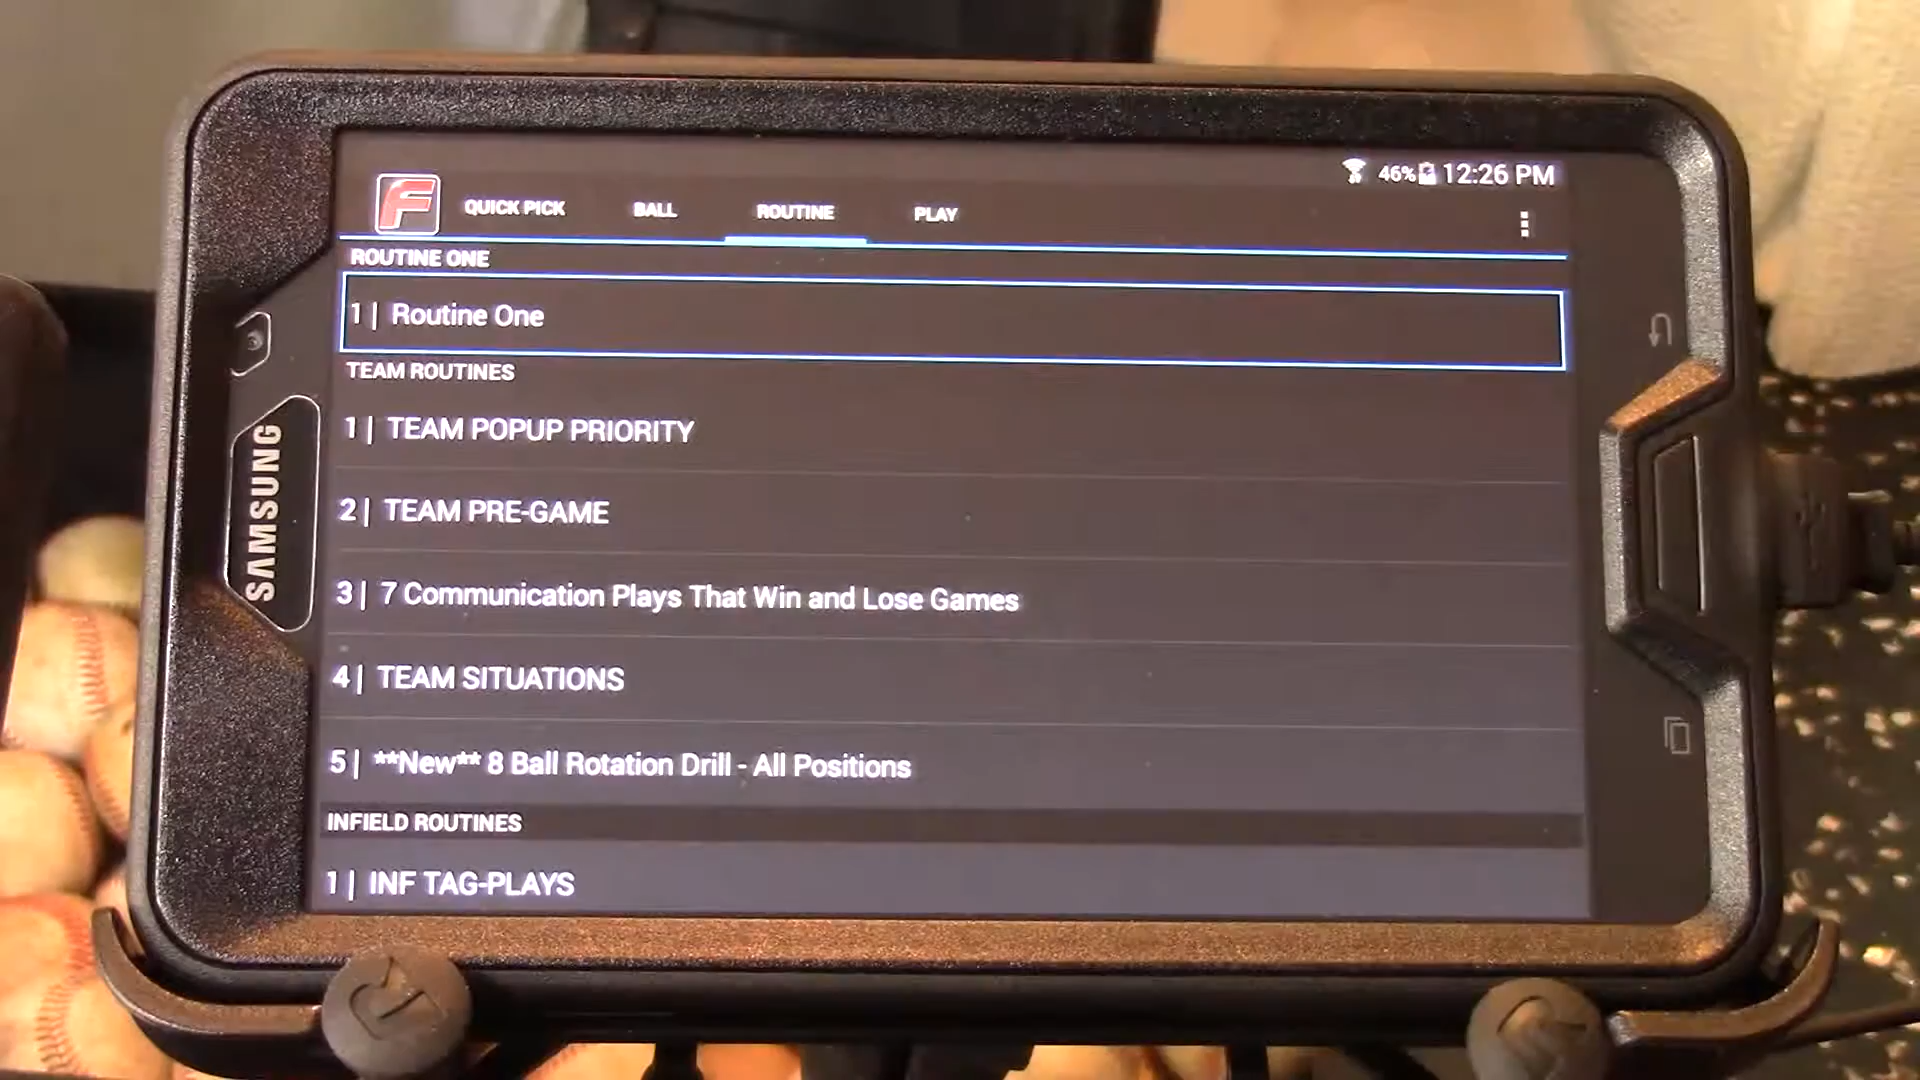 46% 12:26 PM
F QUICK PICK BALL ROUTINE PLAY
ROUTINE ONE
1 | Routine One
TEAM ROUTINES
1 | TEAM POPUP PRIORITY
2 | TEAM PRE-GAME
3 | 7 Communication Plays That Win and Lose Games
4 | TEAM SITUATIONS
5 | **New** 8 Ball Rotation Drill - All Positions
INFIELD ROUTINES
1 | INF TAG-PLAYS
SAMSUNG